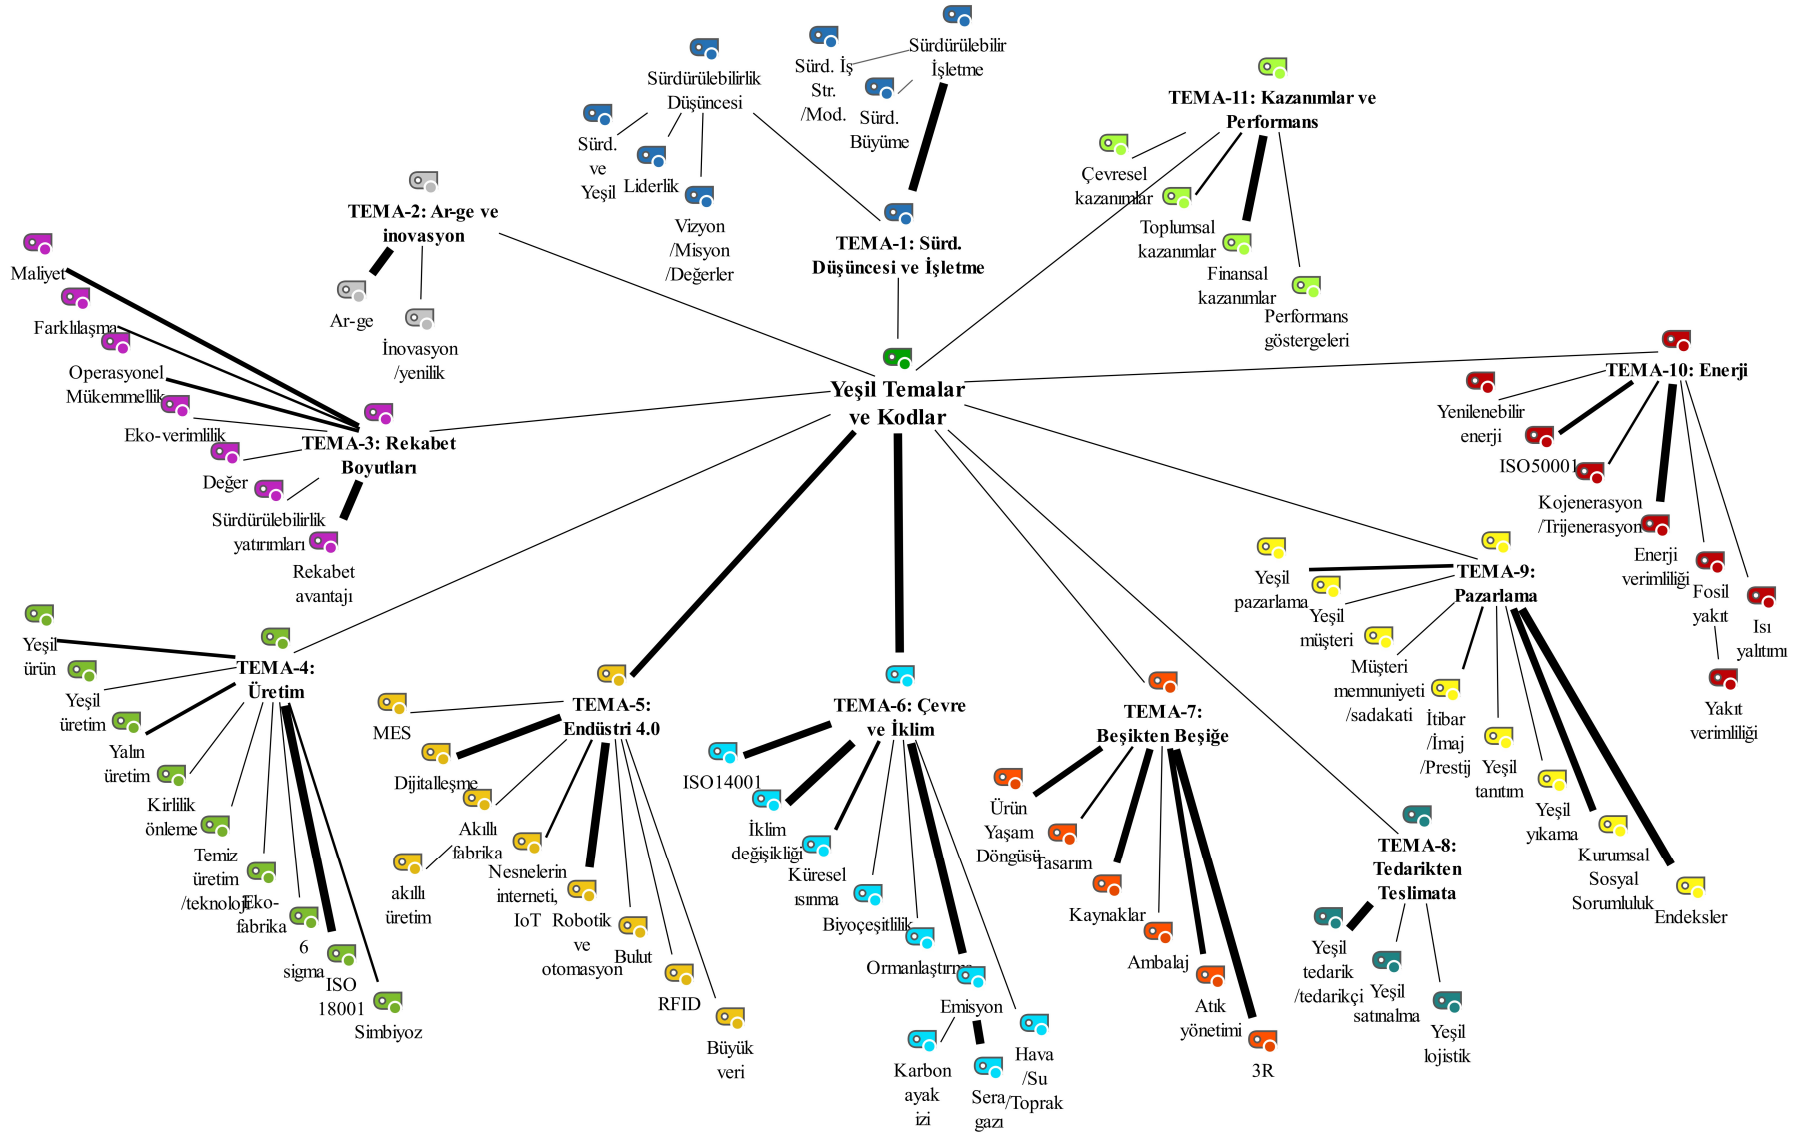 Sürdürülebilirlik
Düşüncesi
Sürd.
ve
Yeşil
Liderlik
Vizyon
/Misyon
/Değerler
Sürdürülebilir
İşletme
Sürd. İş
Str.
/Mod.
Sürd.
Büyüme
TEMA-1: Sürd.
Düşüncesi ve İşletme
TEMA-11: Kazanımlar ve
Performans
Çevresel
kazanımlar
Toplumsal
kazanımlar
Finansal
kazanımlar
Performans
göstergeleri
TEMA-2: Ar-ge ve
inovasyon
Ar-ge
İnovasyon
/yenilik
Yeşil Temalar
ve Kodlar
Maliyet
Farklılaşma
Operasyonel
Mükemmellik
Eko-verimlilik
Değer
Sürdürülebilirlik
yatırımları
Rekabet
avantajı
TEMA-3: Rekabet
Boyutları
TEMA-10: Enerji
Yenilenebilir
enerji
ISO50001
Kojenerasyon
/Trijenerasyon
Enerji
verimliliği
Fosil
yakıt
Isı
yalıtımı
Yakıt
verimliliği
TEMA-9:
Pazarlama
Yeşil
pazarlama
Yeşil
müşteri
Müşteri
memnuniyeti
/sadakati
İtibar
/İmaj
/Prestij
Yeşil
tanıtım
Yeşil
yıkama
Kurumsal
Sosyal
Sorumluluk
Endeksler
TEMA-4:
Üretim
Yeşil
ürün
Yeşil
üretim
Yalın
üretim
Kirlilik
önleme
Temiz
üretim
/teknoloji
Eko-
fabrika
6
sigma
ISO
18001
Simbiyoz
TEMA-5:
Endüstri 4.0
MES
Dijitalleşme
Akıllı
fabrika
akıllı
üretim
Nesnelerin
interneti,
IoT
Robotik
ve
otomasyon
Bulut
RFID
Büyük
veri
TEMA-6: Çevre
ve İklim
ISO14001
İklim
değişikliği
Küresel
ısınma
Biyoçeşitlilik
Ormanlaştırma
Emisyon
Karbon
ayak
izi
Sera
gazı
Hava
/Su
/Toprak
TEMA-7:
Beşikten Beşiğe
Ürün
Yaşam
Döngüsü
Tasarım
Kaynaklar
Ambalaj
Atık
yönetimi
3R
TEMA-8:
Tedarikten
Teslimata
Yeşil
tedarik
/tedarikçi
Yeşil
satınalma
Yeşil
lojistik